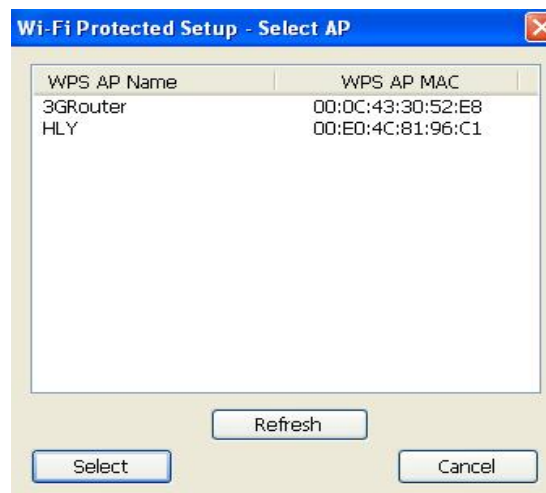 Wi-Fi Protected Setup - Select AP
WPS AP Name WPS AP MAC
3GRouter 00:0C:43:30:52:E8
HLY 00:E0:4C:81:96:C1
Refresh
Select Cancel